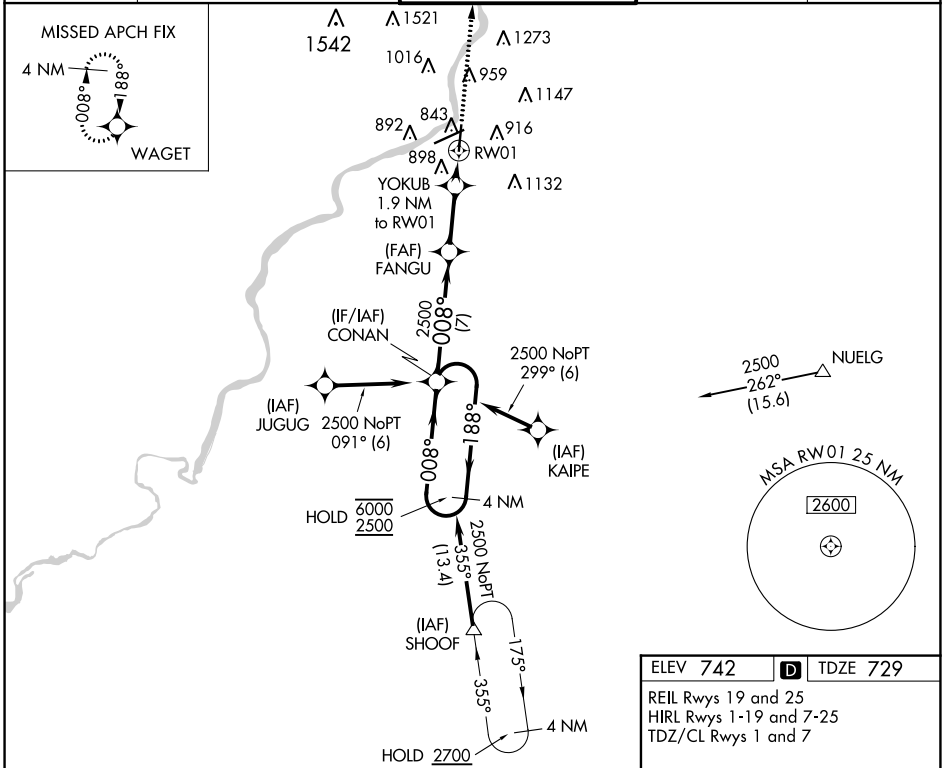 MISSED APCH FIX
4 NM
008°
188°
WAGET
1542
1521
1273
1016
959
1147
892
843
916
RW01
898
1132
YOKUB
1.9 NM
to RW01
(FAF)
FANGU
2500
008°
(7)
(IF/IAF)
CONAN
2500 NoPT
299° (6)
(IAF)
JUGUG
2500 NoPT
091° (6)
(IAF)
KAIPE
008°
188°
HOLD 6000
2500
4 NM
2500 NoPT
355°
(13.4)
(IAF)
SHOOF
175°
355°
4 NM
HOLD 2700
NUELG
2500
262°
(15.6)
MSA RW01 25 NM
2600
ELEV 742 D TDZE 729
REIL Rwys 19 and 25
HIRL Rwys 1-19 and 7-25
TDZ/CL Rwys 1 and 7